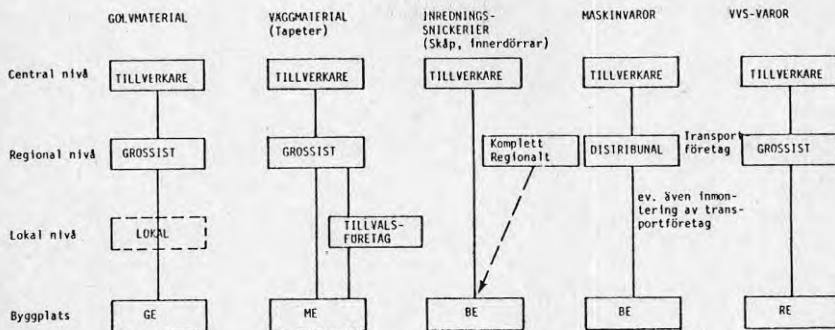 GOLVMATERIAL
VÄGGMATERIAL
(Tapeter)
INREDNINGS-
SNICKERIER
(Skåp, innerdörrar)
MASKINVAROR
VVS-VAROR
Central nivå
TILLVERKARE
TILLVERKARE
TILLVERKARE
TILLVERKARE
TILLVERKARE
Regional nivå
GROSSIST
GROSSIST
Komplett
Regionalt
DISTRIBUNAL
Transport
företag
GROSSIST
ev. även inmon-
tering av trans-
portföretag
Lokal nivå
LOKAL
TILLVALS-
FÖRETAG
Byggplats
GE
ME
BE
BE
RE